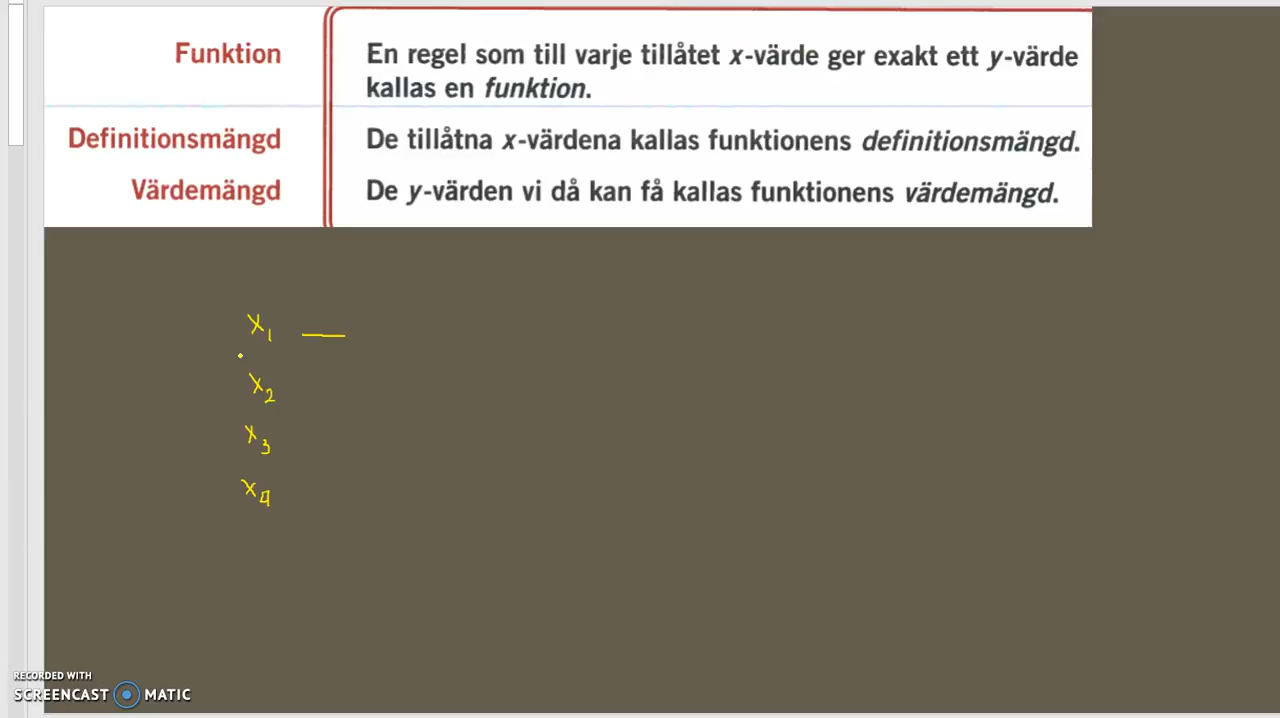 Funktion
En regel som till varje tillåtet x-värde ger exakt ett y-värde
kallas en funktion.
Definitionsmängd
De tillåtna x-värdena kallas funktionens definitionsmängd.
Värdemängd
De y-värden vi då kan få kallas funktionens värdemängd.
x₁ —
x₂
x₃
x₄
RECORDED WITH
SCREENCAST MATIC